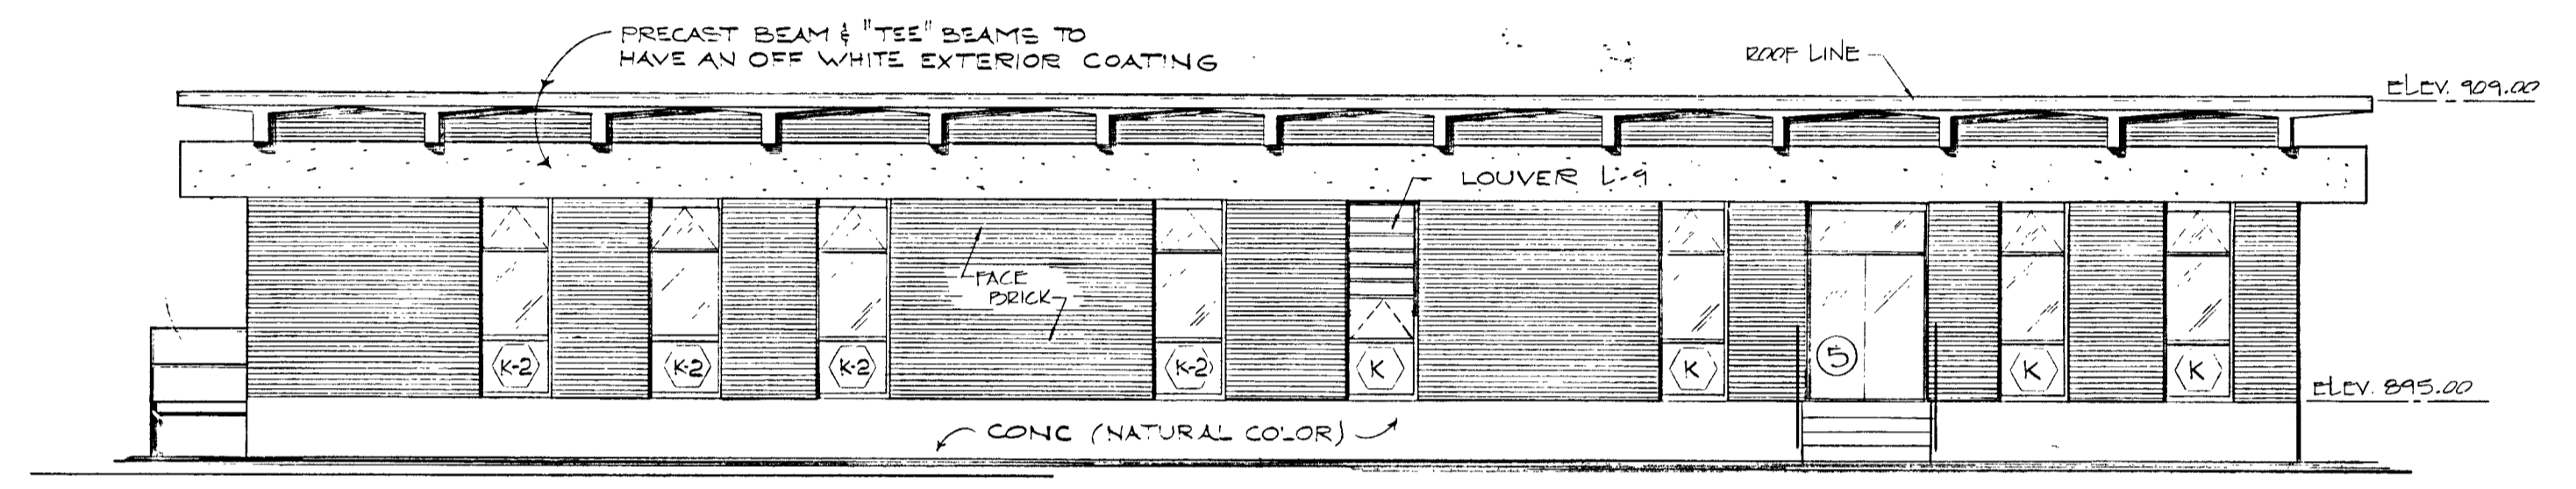 PRECAST BEAM & "TEE" BEAMS TO
HAVE AN OFF WHITE EXTERIOR COATING
ROOF LINE
ELEV. 909.00
LOUVER L-9
FACE
BRICK
K-2
K-2
K-2
K-2
K
K
5
K
K
ELEV. 895.00
CONC (NATURAL COLOR)